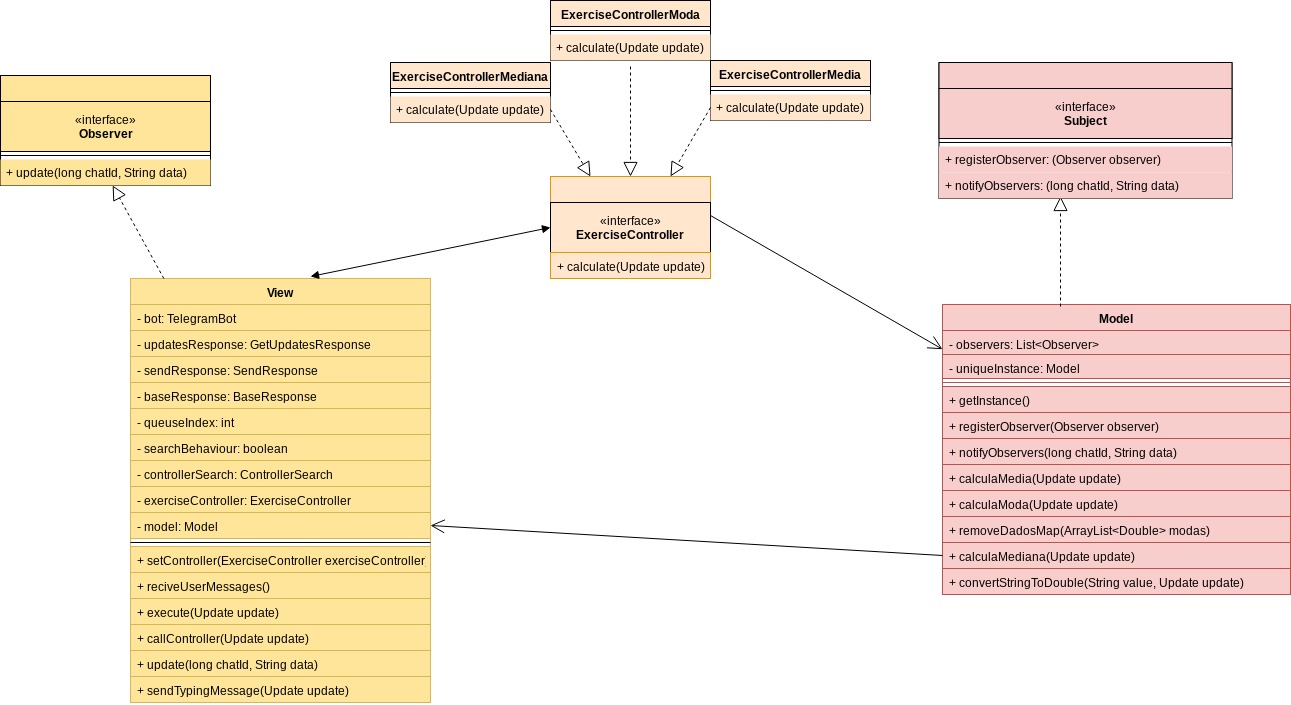 ExerciseControllerModa
+ calculate(Update update)
ExerciseControllerMediana
+ calculate(Update update)
ExerciseControllerMedia
+ calculate(Update update)
«interface»
Observer
+ update(long chatId, String data)
«interface»
Subject
+ registerObserver: (Observer observer)
+ notifyObservers: (long chatId, String data)
«interface»
ExerciseController
+ calculate(Update update)
View
- bot: TelegramBot
- updatesResponse: GetUpdatesResponse
- sendResponse: SendResponse
- baseResponse: BaseResponse
- queuseIndex: int
- searchBehaviour: boolean
- controllerSearch: ControllerSearch
- exerciseController: ExerciseController
- model: Model
+ setController(ExerciseController exerciseController
+ reciveUserMessages()
+ execute(Update update)
+ callController(Update update)
+ update(long chatId, String data)
+ sendTypingMessage(Update update)
Model
- observers: List<Observer>
- uniqueInstance: Model
+ getInstance()
+ registerObserver(Observer observer)
+ notifyObservers(long chatId, String data)
+ calculaMedia(Update update)
+ calculaModa(Update update)
+ removeDadosMap(ArrayList<Double> modas)
+ calculaMediana(Update update)
+ convertStringToDouble(String value, Update update)